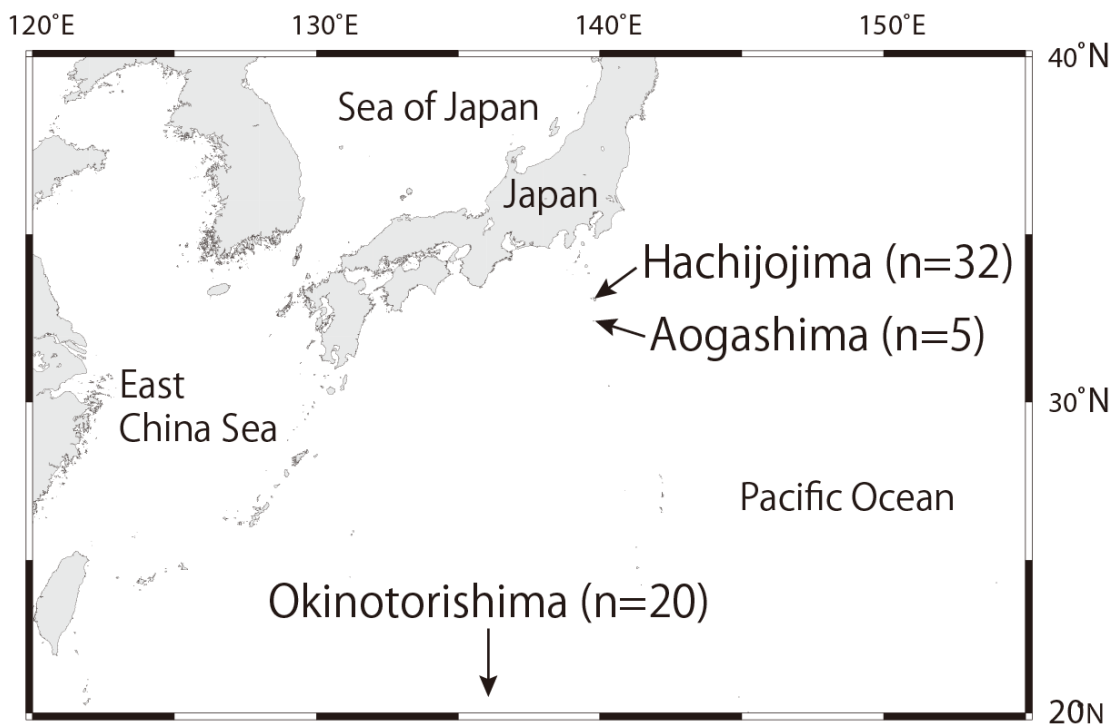 120°E 130°E 140°E 150°E
40°N
Sea of Japan
Japan
Hachijojima (n=32)
Aogashima (n=5)
30°N
East
China Sea
Pacific Ocean
Okinotorishima (n=20)
20°N